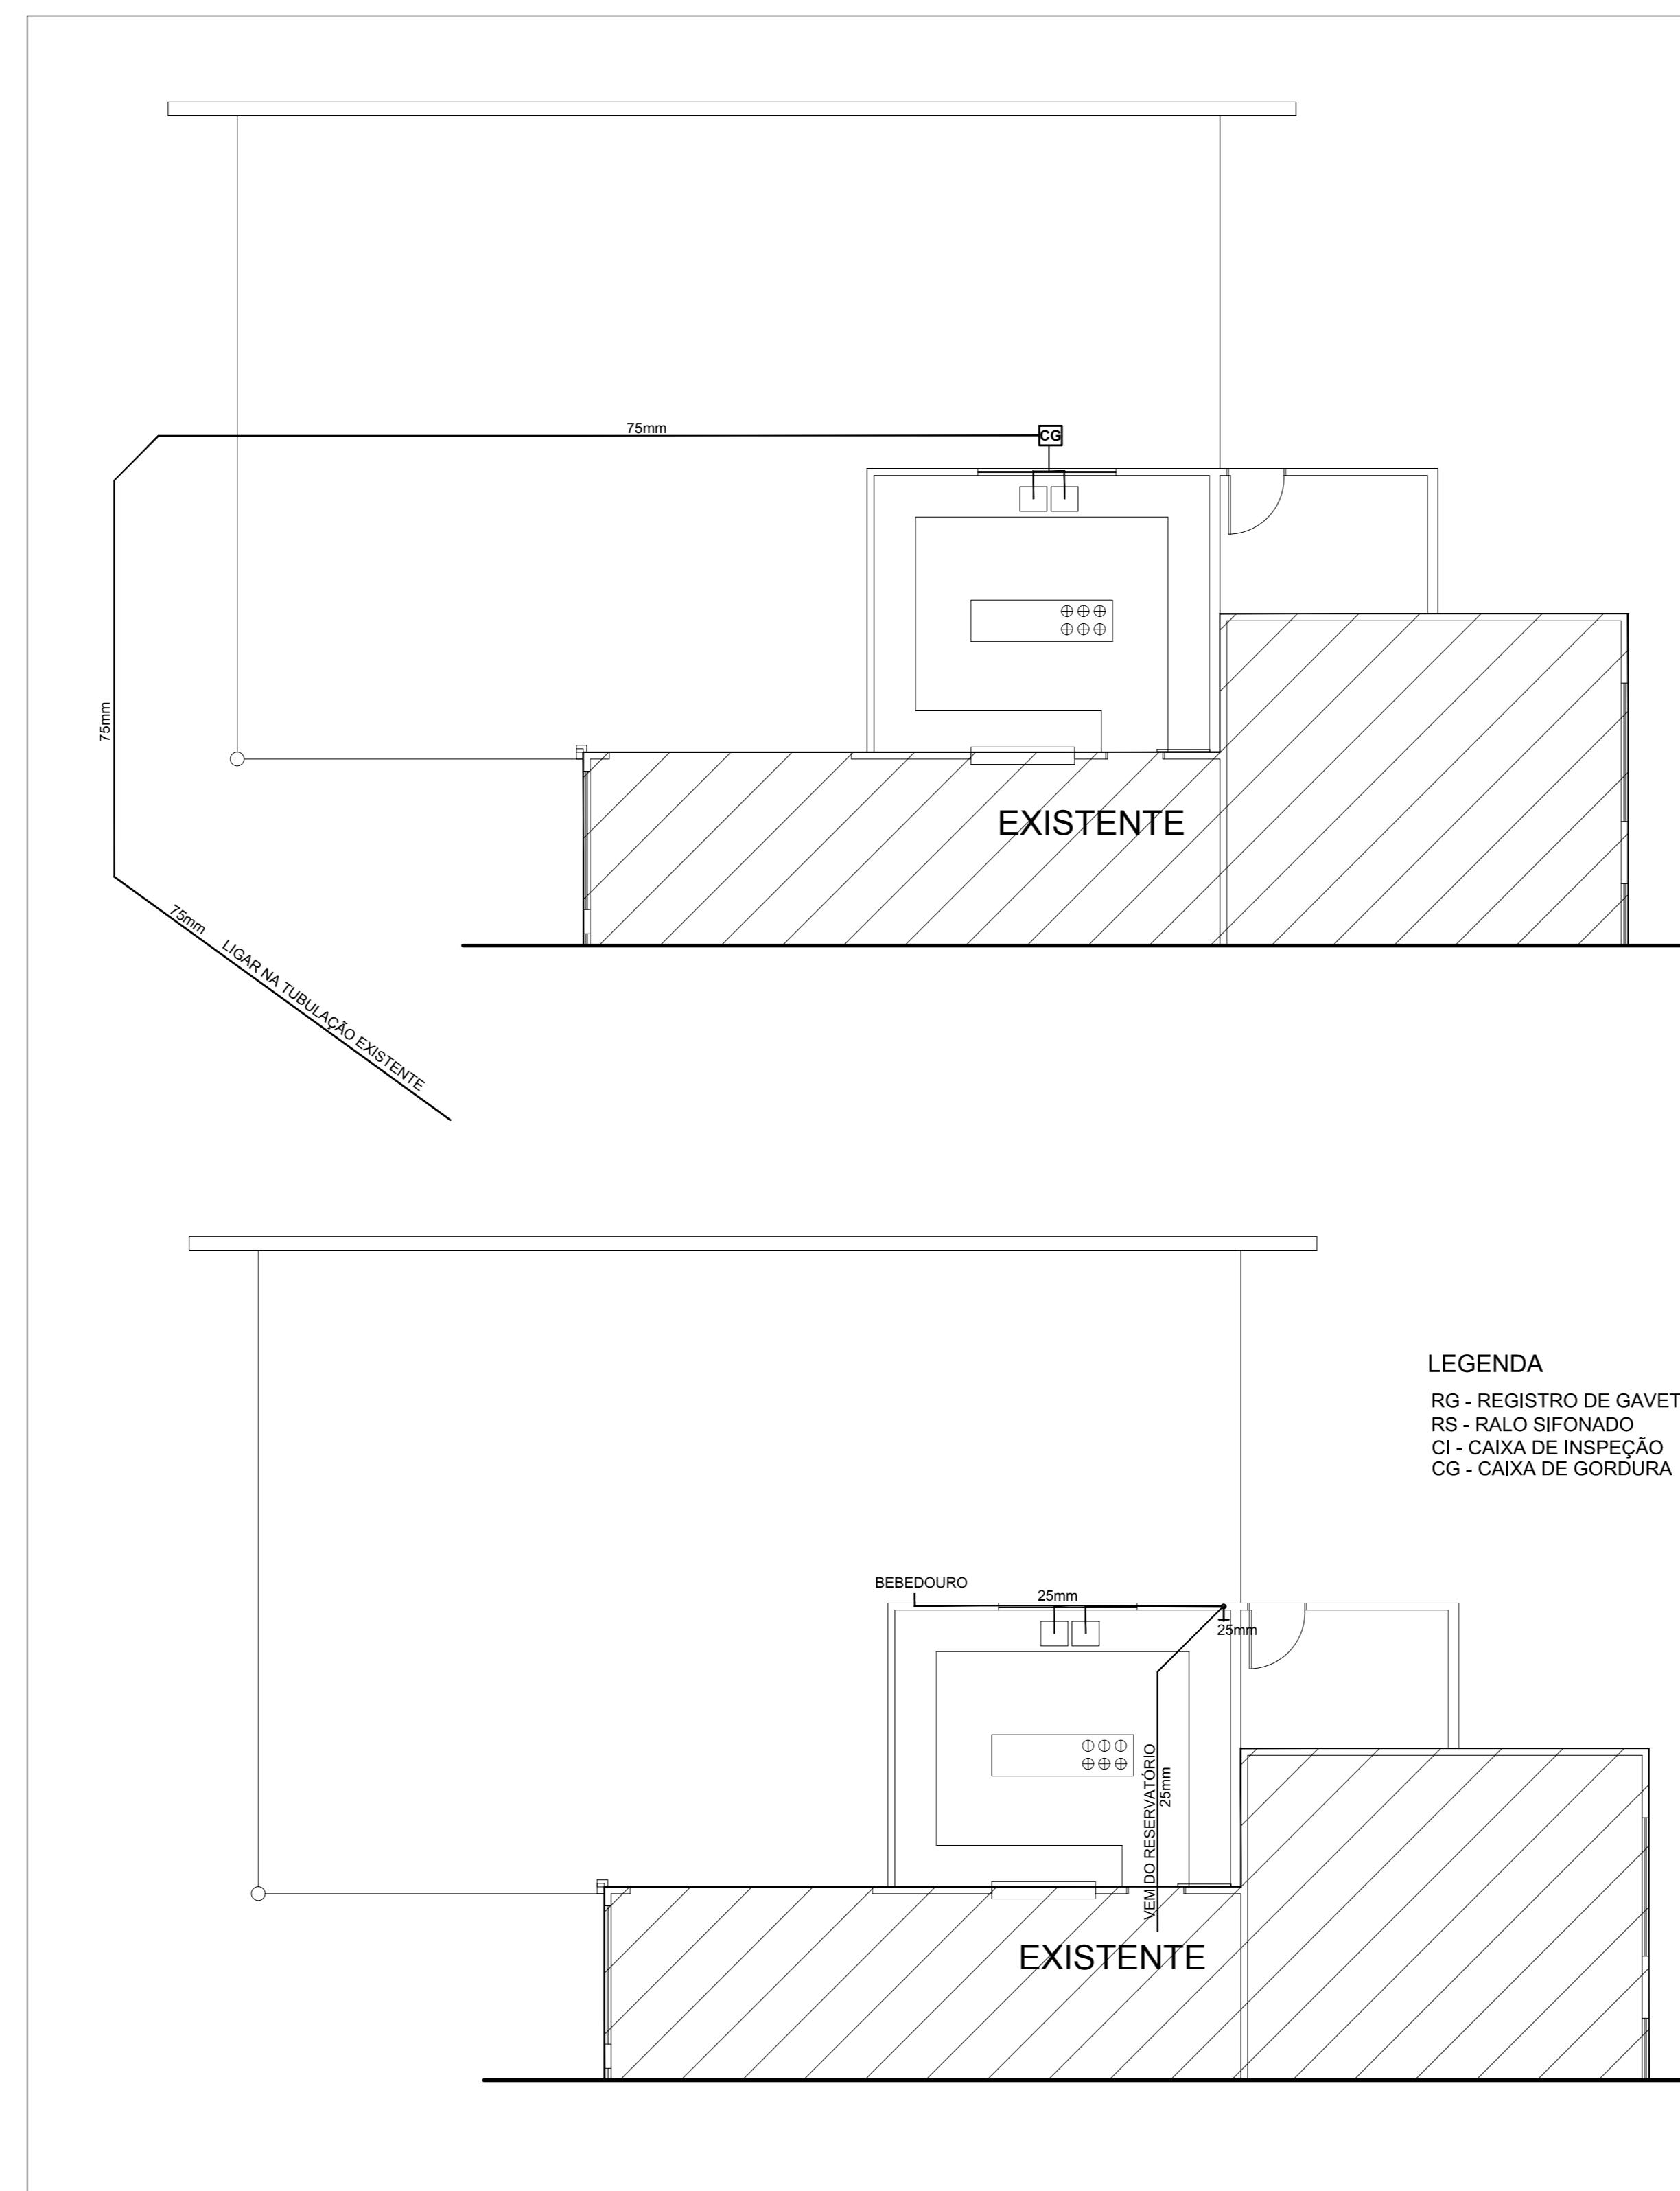 75mm
CG
75mm
EXISTENTE
75mm LIGAR NA TUBULAÇÃO EXISTENTE
LEGENDA
RG - REGISTRO DE GAVET
RS - RALO SIFONADO
CI - CAIXA DE INSPEÇÃO
CG - CAIXA DE GORDURA
BEBEDOURO
25mm
25mm
VEM DO RESERVATÓRIO
25mm
EXISTENTE